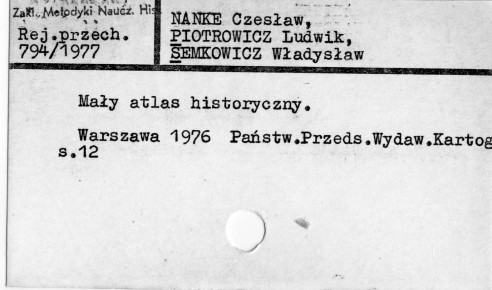 Zakł. Metodyki Naucz. His
Rej.przech.
794/1977
NANKE Czesław,
PIOTROWICZ Ludwik,
SEMKOWICZ Władysław
Mały atlas historyczny.
Warszawa 1976 Państw.Przeds.Wydaw.Kartog
s.12